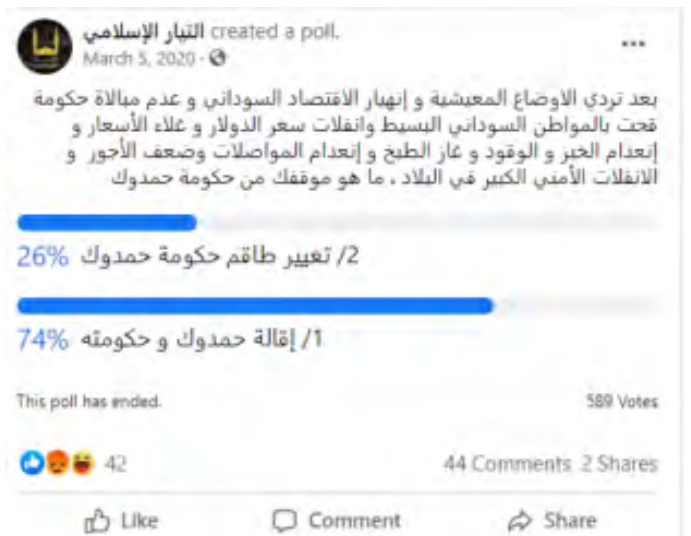 التيار الإسلامي created a poll.
March 5, 2020 ·
بعد تردي الاوضاع المعيشية و إنهيار الاقتصاد السوداني و عدم مبالاة حكومة
قحت بالمواطن السوداني البسيط وانفلات سعر الدولار و غلاء الأسعار و
إنعدام الخبز و الوقود و غاز الطبخ و إنعدام المواصلات وضعف الأجور و
الانفلات الأمني الكبير في البلاد ، ما هو موقفك من حكومة حمدوك
2/ تغيير طاقم حكومة حمدوك 26%
1/ إقالة حمدوك و حكومته 74%
This poll has ended. 589 Votes
42 44 Comments 2 Shares
Like Comment Share